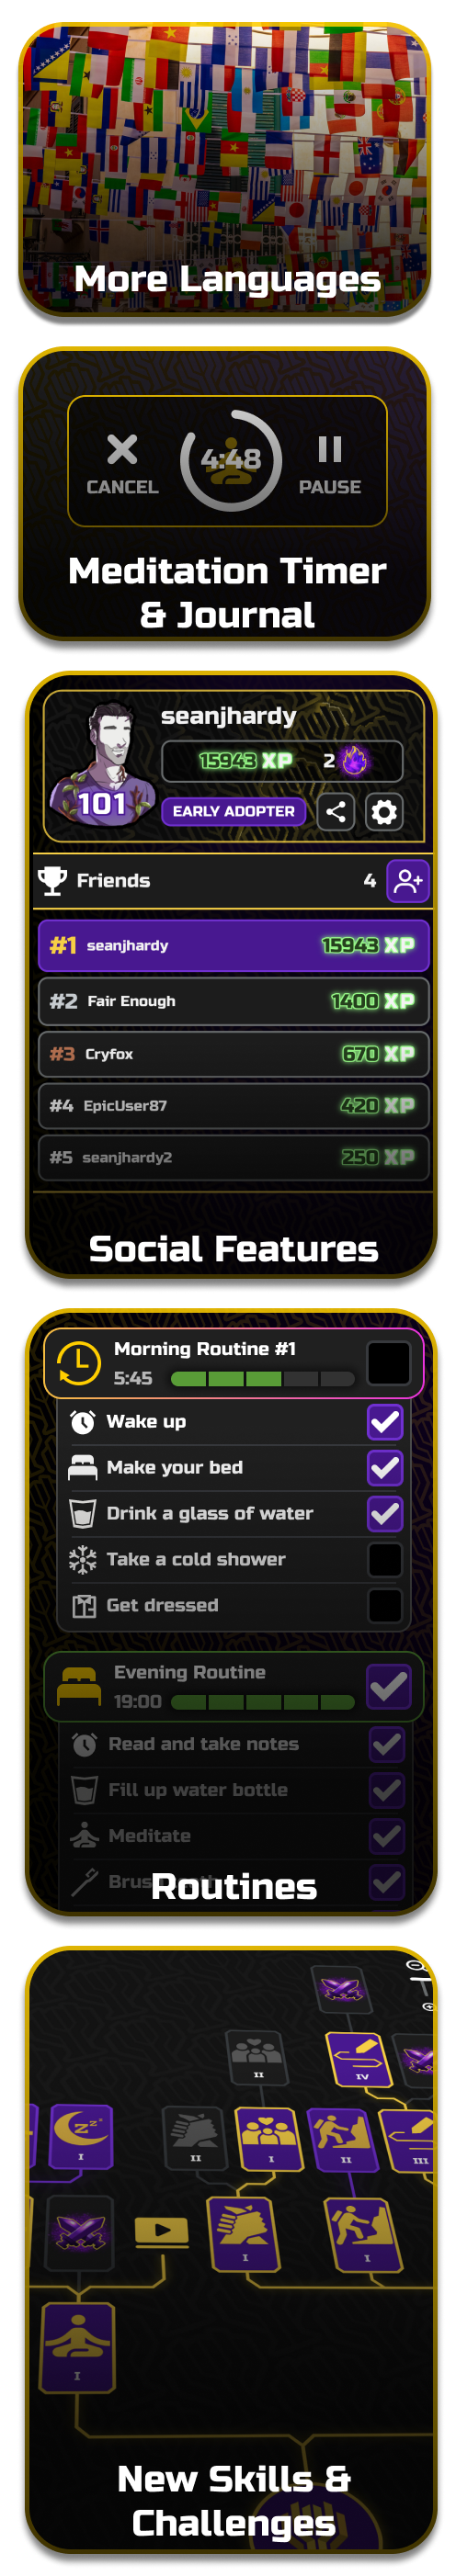 More Languages
4:48
CANCEL
PAUSE
Meditation Timer
& Journal
seanjhardy
15943 XP
2
101
EARLY ADOPTER
Friends
4
#1 seanjhardy
15943 XP
#2 Fair Enough
1400 XP
#3 Cryfox
670 XP
#4 EpicUser87
420 XP
#5 seanjhardy2
250 XP
Social Features
Morning Routine #1
5:45
Wake up
Make your bed
Drink a glass of water
Take a cold shower
Get dressed
Evening Routine
19:00
Read and take notes
Fill up water bottle
Meditate
Routines
II
IV
zzz
I
II
I
II
III
I
I
I
New Skills &
Challenges